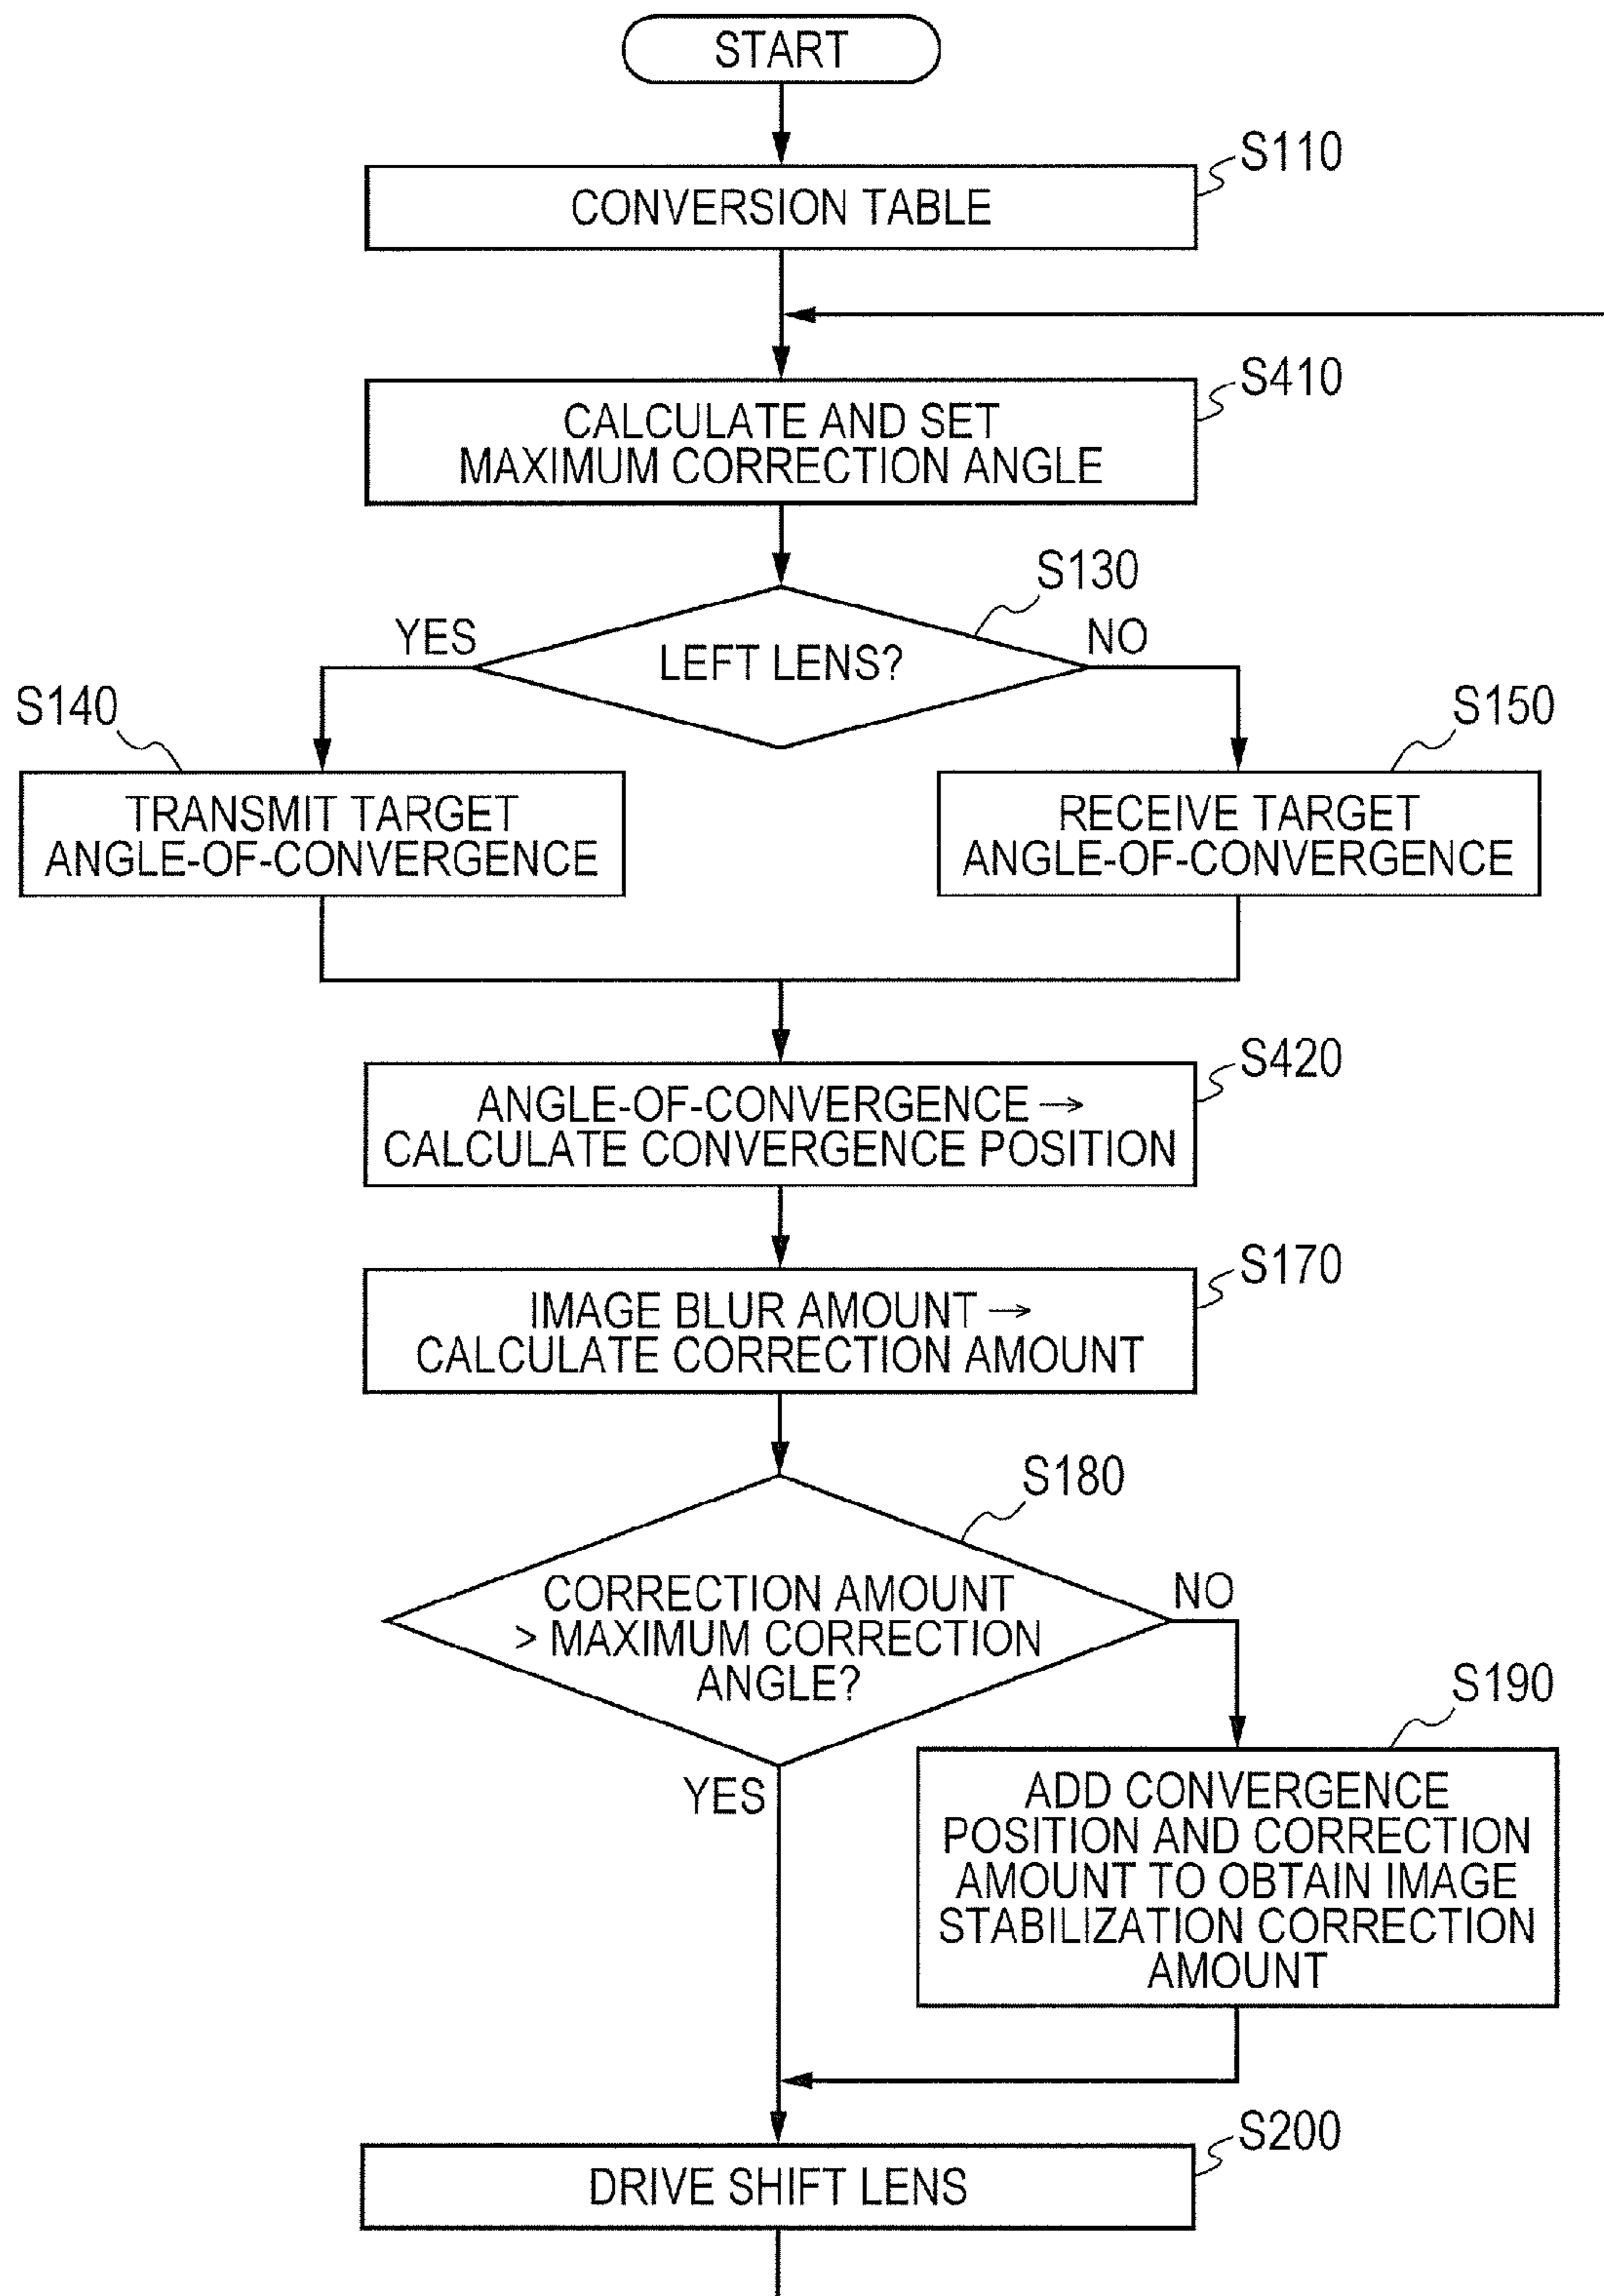 START
S110
CONVERSION TABLE
S410
CALCULATE AND SET
MAXIMUM CORRECTION ANGLE
S130
YES
NO
LEFT LENS?
S140
S150
TRANSMIT TARGET
ANGLE-OF-CONVERGENCE
RECEIVE TARGET
ANGLE-OF-CONVERGENCE
S420
ANGLE-OF-CONVERGENCE →
CALCULATE CONVERGENCE POSITION
S170
IMAGE BLUR AMOUNT →
CALCULATE CORRECTION AMOUNT
S180
CORRECTION AMOUNT
> MAXIMUM CORRECTION
ANGLE?
NO
YES
S190
ADD CONVERGENCE
POSITION AND CORRECTION
AMOUNT TO OBTAIN IMAGE
STABILIZATION CORRECTION
AMOUNT
S200
DRIVE SHIFT LENS